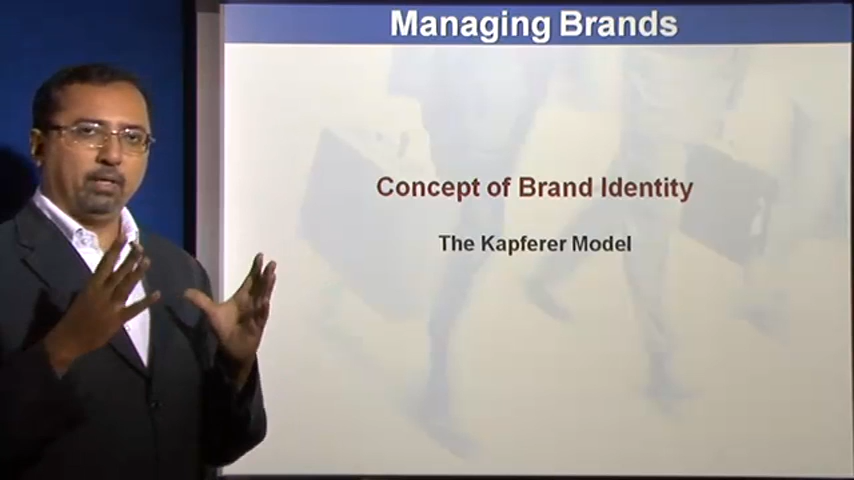 Managing Brands
Concept of Brand Identity
The Kapferer Model